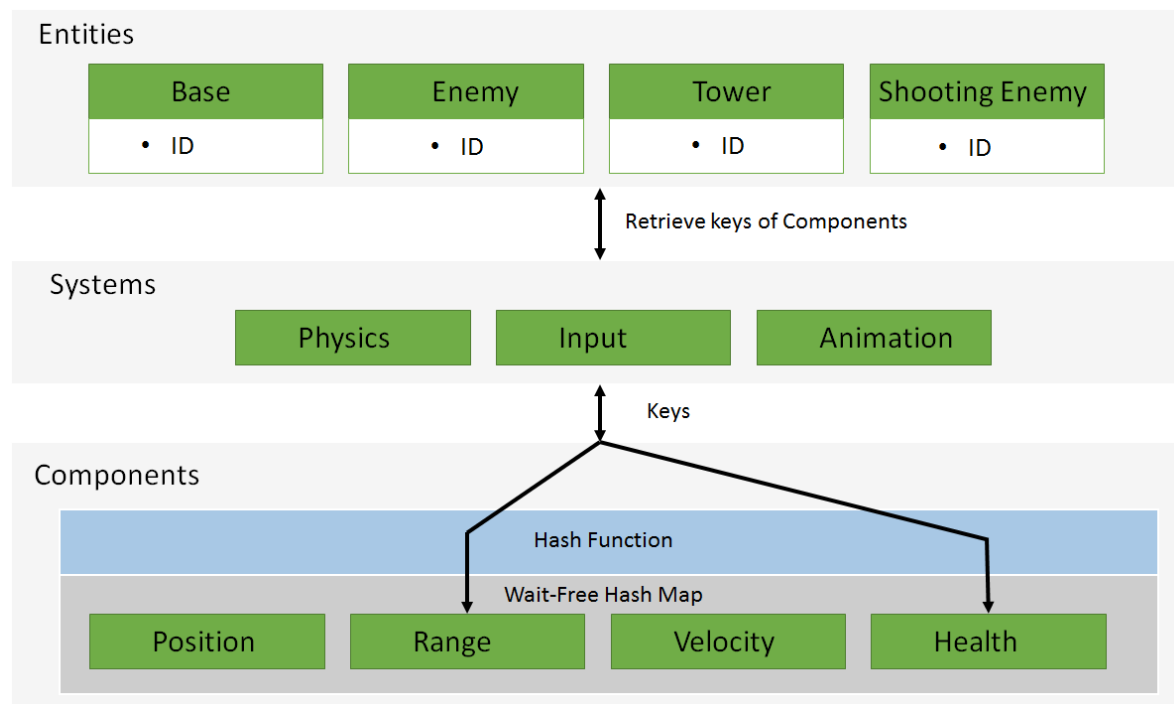 Entities
Base
Enemy
Tower
Shooting Enemy
• ID
• ID
• ID
• ID
Retrieve keys of Components
Systems
Physics
Input
Animation
Keys
Components
Hash Function
Wait-Free Hash Map
Position
Range
Velocity
Health